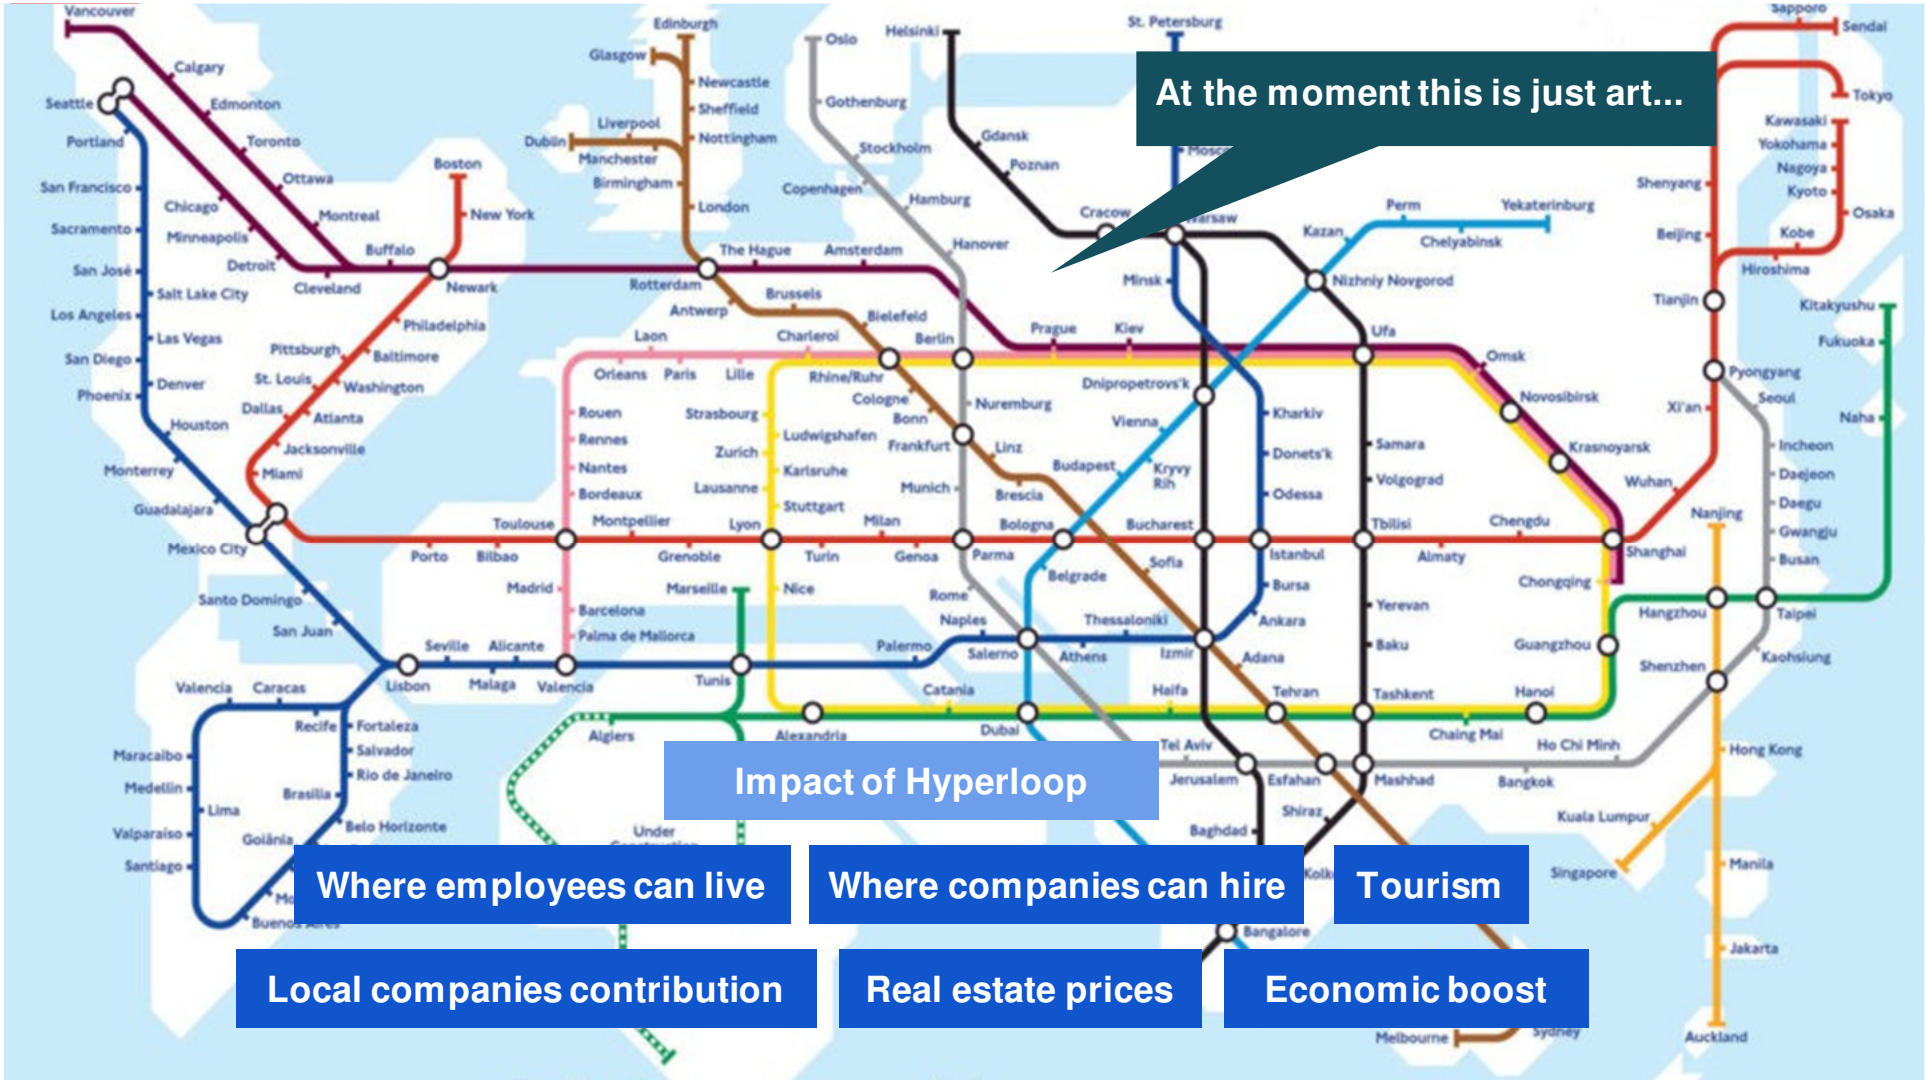 Vancouver
Edinburgh
Oslo
Helsinki
St. Petersburg
Sapporo
Sendai
Glasgow
Calgary
Newcastle
Tokyo
Seattle
Edmonton
Sheffield
Gothenburg
At the moment this is just art...
Kawasaki
Portland
Toronto
Dublin
Liverpool
Nottingham
Stockholm
Gdansk
Yokohama
Manchester
Poznan
Boston
Nagoya
San Francisco
Ottawa
Birmingham
Copenhagen
Shenyang
Kyoto
Chicago
London
Hamburg
Cracow
Perm
Yekaterinburg
Osaka
New York
Montreal
Sacramento
Minneapolis
Buffalo
The Hague
Amsterdam
Hanover
Kazan
Chelyabinsk
Beijing
Kobe
Detroit
Hiroshima
San José
Cleveland
Newark
Rotterdam
Minsk
Nizhniy Novgorod
Salt Lake City
Brussels
Tianjin
Kitakyushu
Los Angeles
Philadelphia
Antwerp
Bielefeld
Las Vegas
Laon
Charleroi
Berlin
Prague
Kiev
Ufa
Fukuoka
San Diego
Pittsburgh
Baltimore
Omsk
Denver
St. Louis
Washington
Orleans
Paris
Lille
Rhine/Ruhr
Dnipropetrovs'k
Pyongyang
Phoenix
Cologne
Novosibirsk
Seoul
Dallas
Atlanta
Rouen
Strasbourg
Bonn
Nuremburg
Kharkiv
Xi'an
Naha
Houston
Vienna
Jacksonville
Rennes
Ludwigshafen
Frankfurt
Linz
Samara
Krasnoyarsk
Incheon
Monterrey
Miami
Nantes
Zurich
Karlsruhe
Budapest
Kryvy
Rih
Donets'k
Volgograd
Daejeon
Guadalajara
Bordeaux
Lausanne
Munich
Brescia
Odessa
Wuhan
Daegu
Stuttgart
Nanjing
Mexico City
Toulouse
Montpellier
Lyon
Milan
Bologna
Bucharest
Tbilisi
Chengdu
Gwangju
Porto
Bilbao
Grenoble
Turin
Genoa
Parma
Sofia
Istanbul
Almaty
Shanghai
Busan
Santo Domingo
Madrid
Marseille
Nice
Rome
Belgrade
Bursa
Chongqing
San Juan
Barcelona
Naples
Thessaloniki
Ankara
Yerevan
Hangzhou
Taipei
Seville
Alicante
Palma de Mallorca
Palermo
Salerno
Athens
Izmir
Adana
Baku
Guangzhou
Kaohsiung
Shenzhen
Valencia
Caracas
Lisbon
Malaga
Valencia
Tunis
Catania
Haifa
Tehran
Tashkent
Hanoi
Recife
Fortaleza
Algiers
Alexandria
Dubai
Chaing Mai
Maracaibo
Salvador
Tel Aviv
Ho Chi Minh
Hong Kong
Medellin
Rio de Janeiro
Impact of Hyperloop
Jerusalem
Esfahan
Mashhad
Bangkok
Lima
Brasilia
Shiraz
Kuala Lumpur
Valparaiso
Goiânia
Belo Horizonte
Under
Construction
Baghdad
Santiago
Where employees can live
Where companies can hire
Tourism
Singapore
Manila
Buenos Aires
Bangalore
Jakarta
Local companies contribution
Real estate prices
Economic boost
Melbourne
Sydney
Auckland